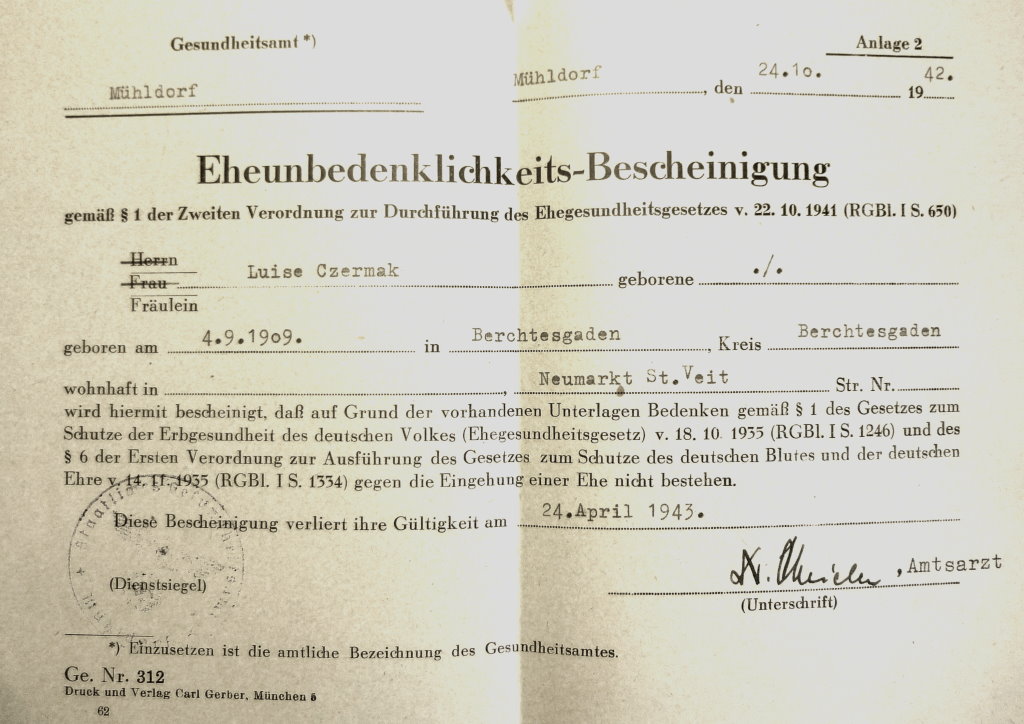 Gesundheitsamt *)
Anlage 2
Mühldorf
Mühldorf, den 24.1o. 1942.
Eheunbedenklichkeits-Bescheinigung
gemäß § 1 der Zweiten Verordnung zur Durchführung des Ehegesundheitsgesetzes v. 22. 10. 1941 (RGBl. I S. 650)
Herrn
Frau Luise Czermak geborene ./.
Fräulein
geboren am 4.9.19o9. in Berchtesgaden, Kreis Berchtesgaden
wohnhaft in , Neumarkt St.Veit Str. Nr.
wird hiermit bescheinigt, daß auf Grund der vorhandenen Unterlagen Bedenken gemäß § 1 des Gesetzes zum
Schutze der Erbgesundheit des deutschen Volkes (Ehegesundheitsgesetz) v. 18. 10. 1935 (RGBl. I S. 1246) und des
§ 6 der Ersten Verordnung zur Ausführung des Gesetzes zum Schutze des deutschen Blutes und der deutschen
Ehre v. 14. 11. 1935 (RGBl. I S. 1334) gegen die Eingehung einer Ehe nicht bestehen.
Diese Bescheinigung verliert ihre Gültigkeit am 24.April 1943.
Dr. , Amtsarzt
(Dienstsiegel)
(Unterschrift)
*) Einzusetzen ist die amtliche Bezeichnung des Gesundheitsamtes.
Ge. Nr. 312
Druck und Verlag Carl Gerber, München 5
62